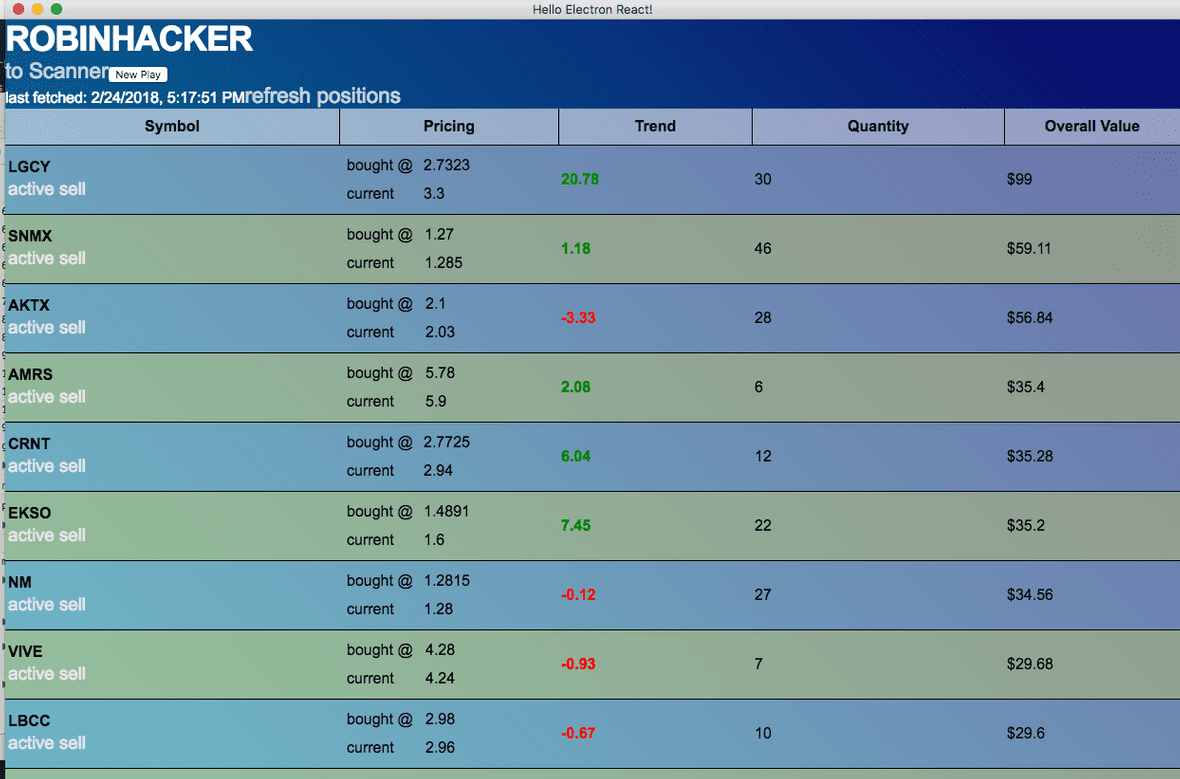 Hello Electron React!
ROBINHACKER
to Scanner New Play
last fetched: 2/24/2018, 5:17:51 PM refresh positions
Symbol Pricing Trend Quantity Overall Value
LGCY
active sell
bought @ 2.7323
current 3.3
20.78
30
$99
SNMX
active sell
bought @ 1.27
current 1.285
1.18
46
$59.11
AKTX
active sell
bought @ 2.1
current 2.03
-3.33
28
$56.84
AMRS
active sell
bought @ 5.78
current 5.9
2.08
6
$35.4
CRNT
active sell
bought @ 2.7725
current 2.94
6.04
12
$35.28
EKSO
active sell
bought @ 1.4891
current 1.6
7.45
22
$35.2
NM
active sell
bought @ 1.2815
current 1.28
-0.12
27
$34.56
VIVE
active sell
bought @ 4.28
current 4.24
-0.93
7
$29.68
LBCC
active sell
bought @ 2.98
current 2.96
-0.67
10
$29.6